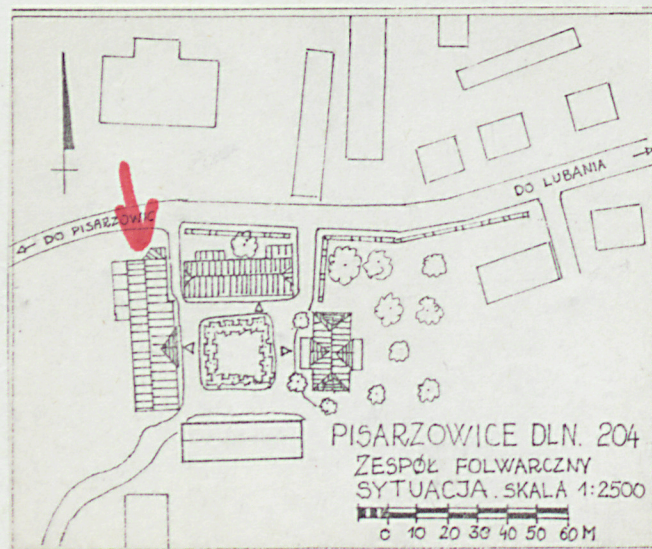 DO LUBANIA
DO PISARZOWIC
PISARZOWICE DLN. 204
ZESPÓŁ FOLWARCZNY
SYTUACJA. SKALA 1:2500
0 10 20 30 40 50 60 M